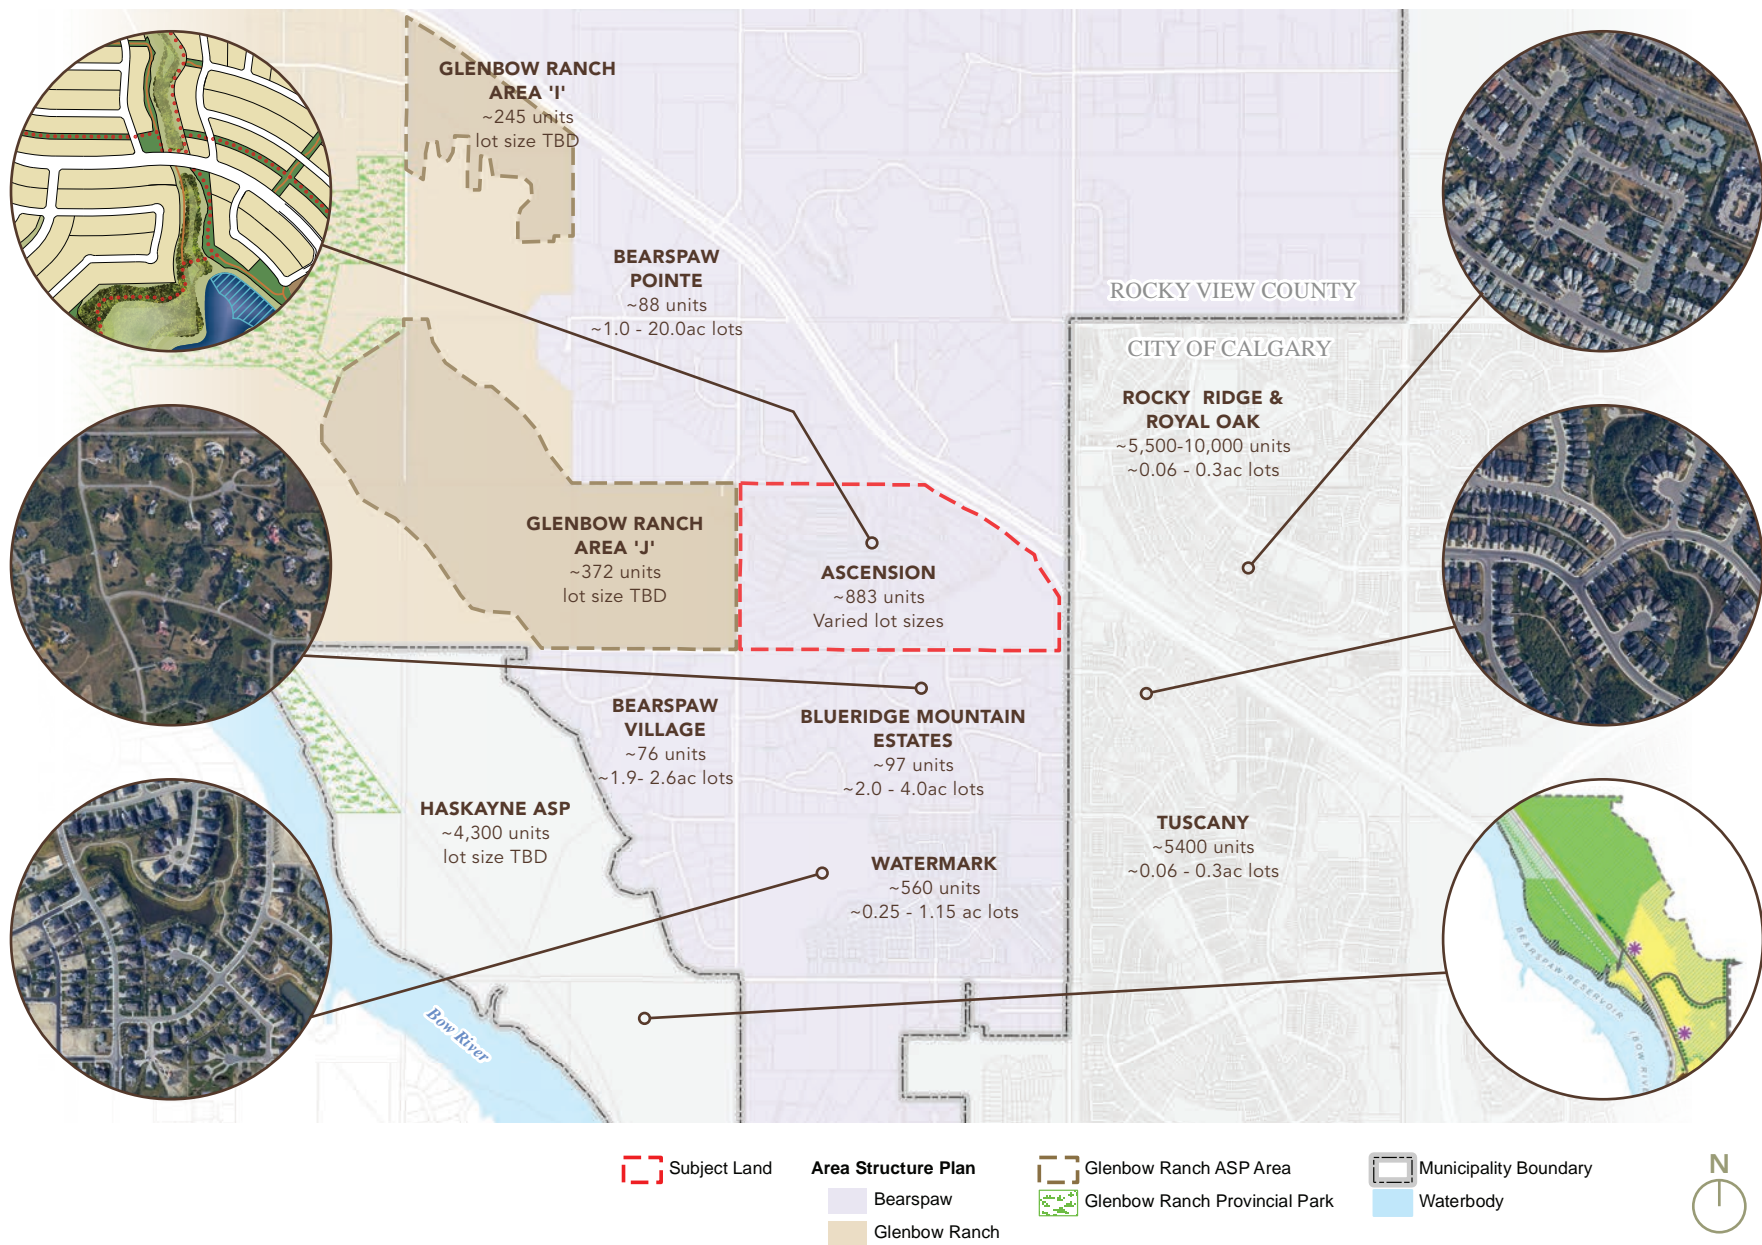 GLENBOW RANCH
AREA 'I'
~245 units
lot size TBD
BEARSPAW
POINTE
~88 units
~1.0 - 20.0ac lots
ROCKY VIEW COUNTY
CITY OF CALGARY
ROCKY RIDGE &
ROYAL OAK
~5,500-10,000 units
~0.06 - 0.3ac lots
GLENBOW RANCH
AREA 'J'
~372 units
lot size TBD
ASCENSION
~883 units
Varied lot sizes
BEARSPAW
VILLAGE
~76 units
~1.9- 2.6ac lots
BLUERIDGE MOUNTAIN
ESTATES
~97 units
~2.0 - 4.0ac lots
HASKAYNE ASP
~4,300 units
lot size TBD
TUSCANY
~5400 units
~0.06 - 0.3ac lots
WATERMARK
~560 units
~0.25 - 1.15 ac lots
Bow River
BEARSPAW RESERVOIR (BOW RIVE
Subject Land
Area Structure Plan
Bearspaw
Glenbow Ranch
Glenbow Ranch ASP Area
Glenbow Ranch Provincial Park
Municipality Boundary
Waterbody
N